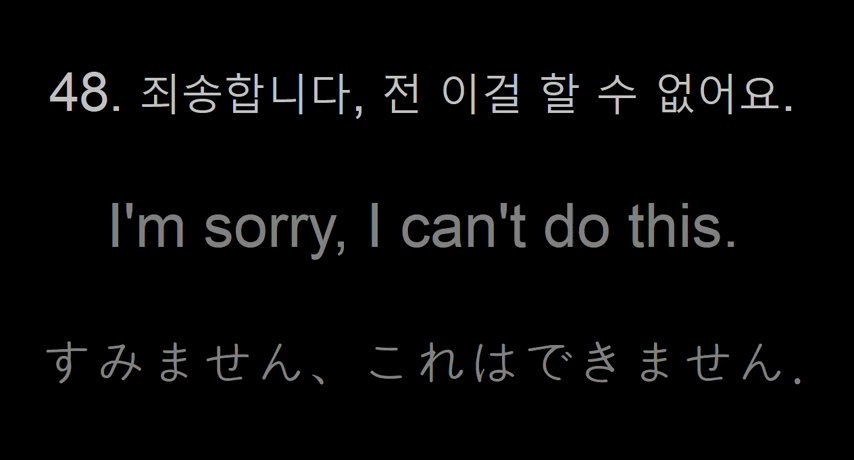 48. 죄송합니다, 전 이걸 할 수 없어요.
I'm sorry, I can't do this.
すみません、これはできません.